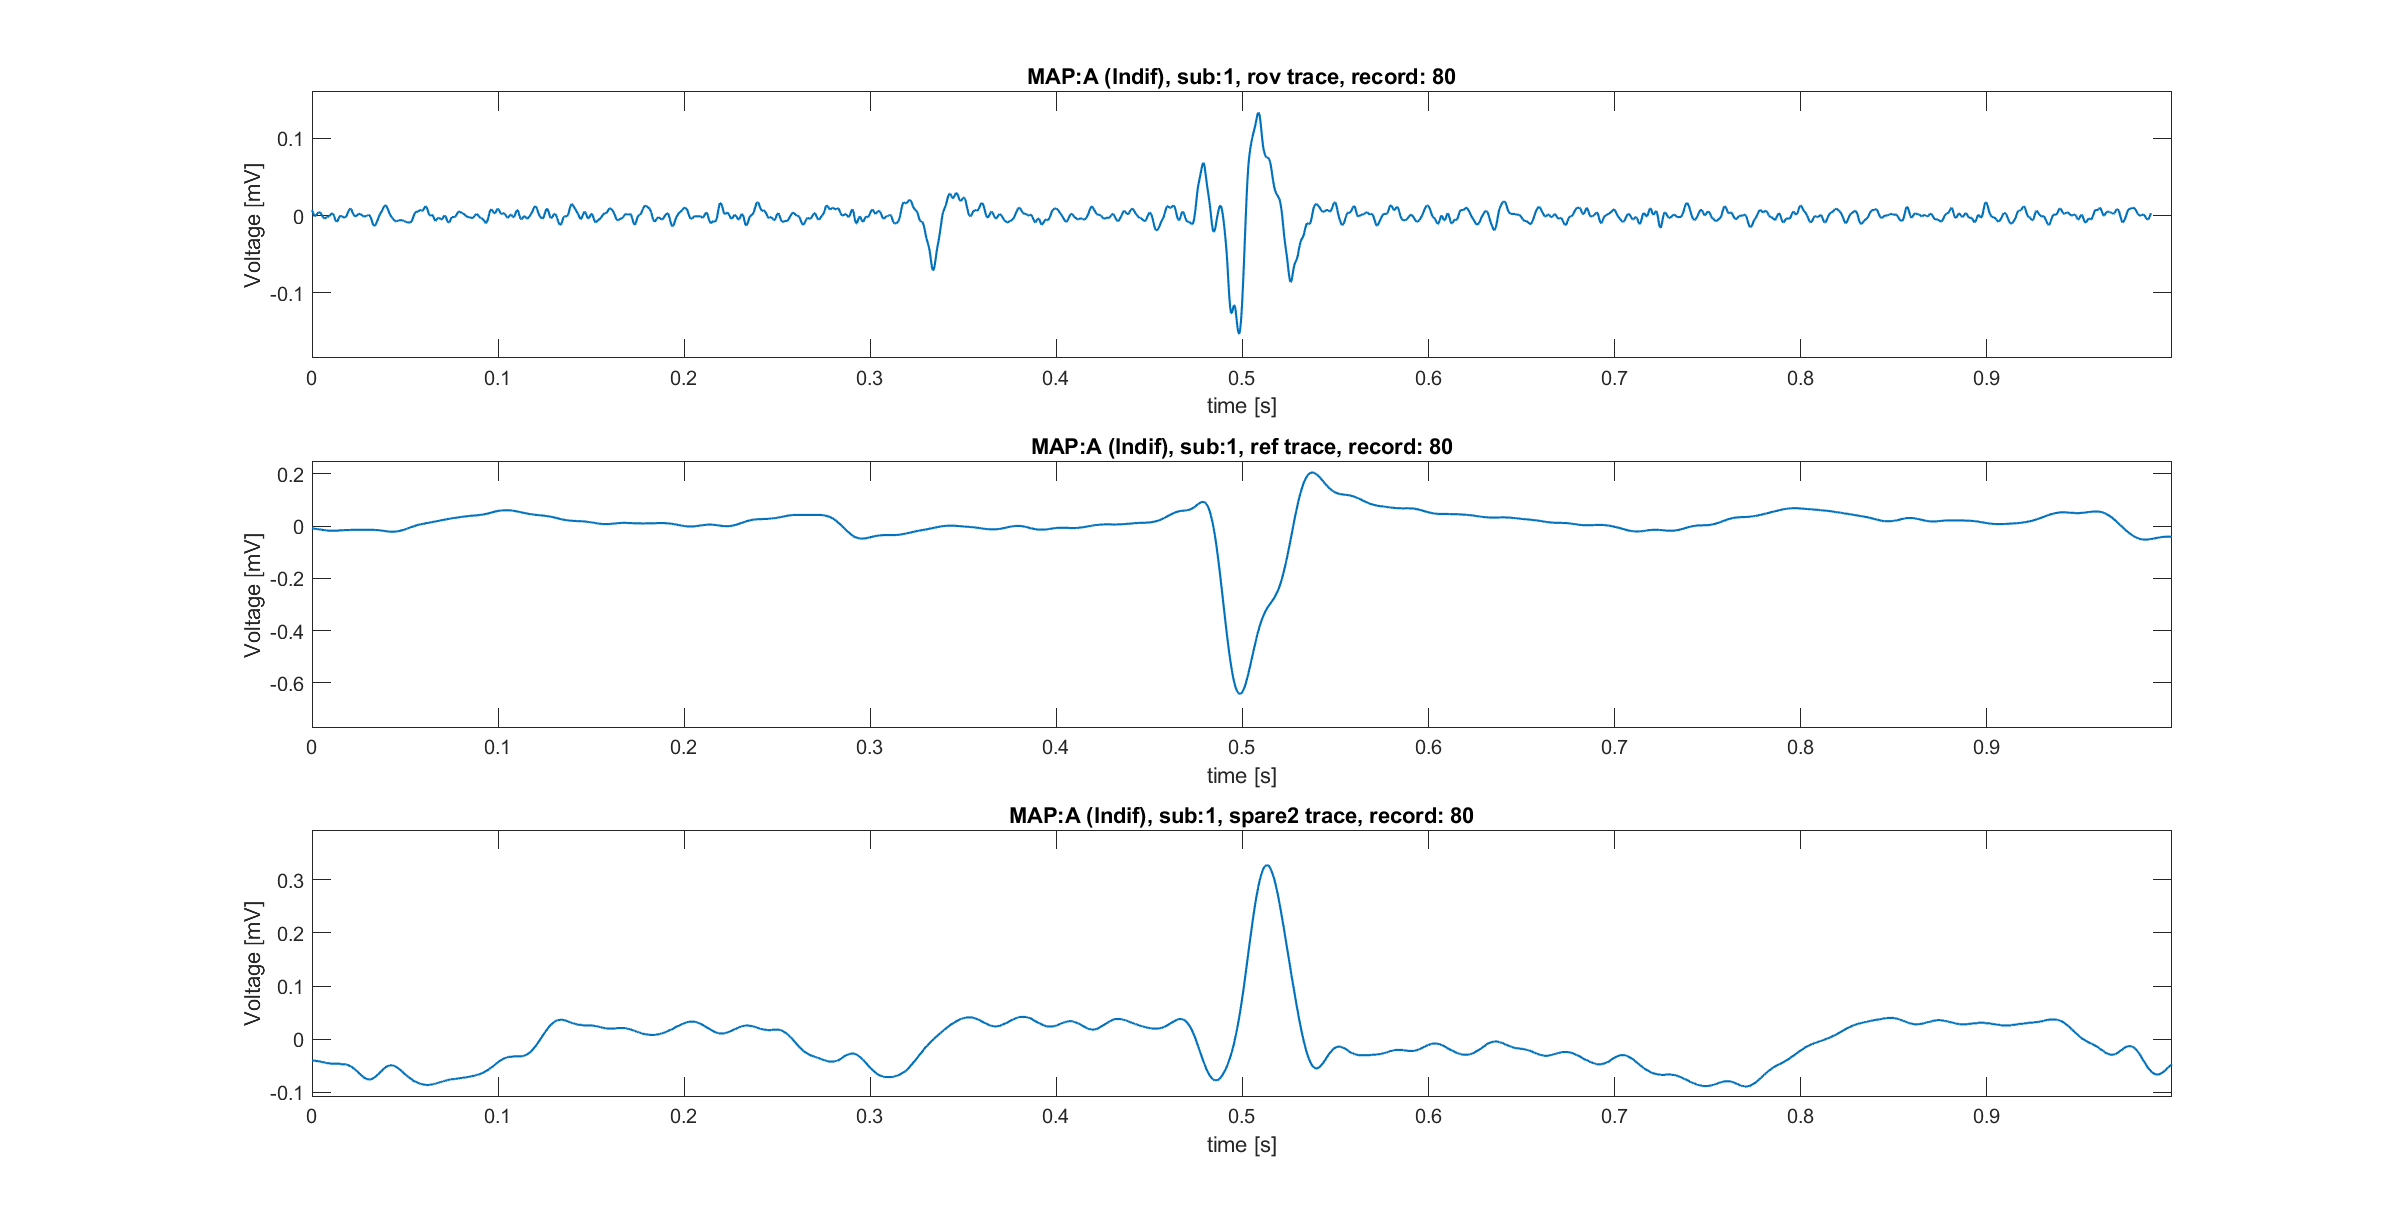 MAP:A (Indif), sub:1, rov trace, record: 80
Voltage [mV]
0.1
0
-0.1
0 0.1 0.2 0.3 0.4 0.5 0.6 0.7 0.8 0.9
time [s]
MAP:A (Indif), sub:1, ref trace, record: 80
Voltage [mV]
0.2
0
-0.2
-0.4
-0.6
0 0.1 0.2 0.3 0.4 0.5 0.6 0.7 0.8 0.9
time [s]
MAP:A (Indif), sub:1, spare2 trace, record: 80
Voltage [mV]
0.3
0.2
0.1
0
-0.1
0 0.1 0.2 0.3 0.4 0.5 0.6 0.7 0.8 0.9
time [s]